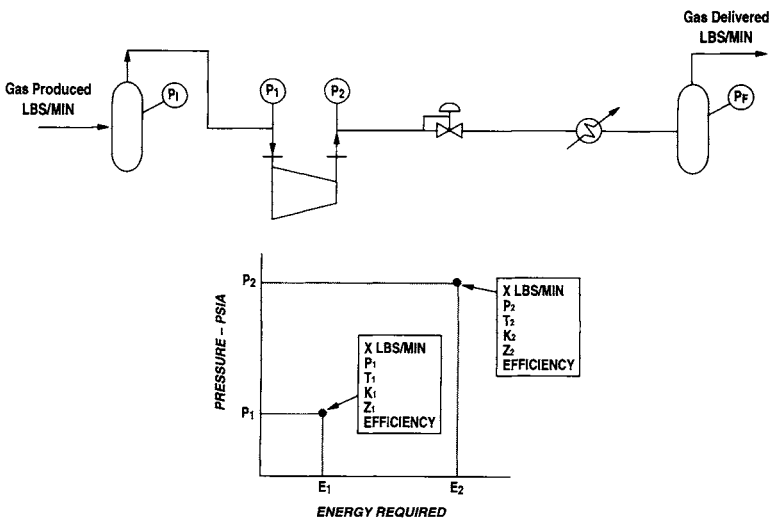 Gas Produced
LBS/MIN
PI
P1
P2
Gas Delivered
LBS/MIN
PF
PRESSURE – PSIA
P2
P1
X LBS/MIN
P1
T1
K1
Z1
EFFICIENCY
X LBS/MIN
P2
T2
K2
Z2
EFFICIENCY
E1
E2
ENERGY REQUIRED